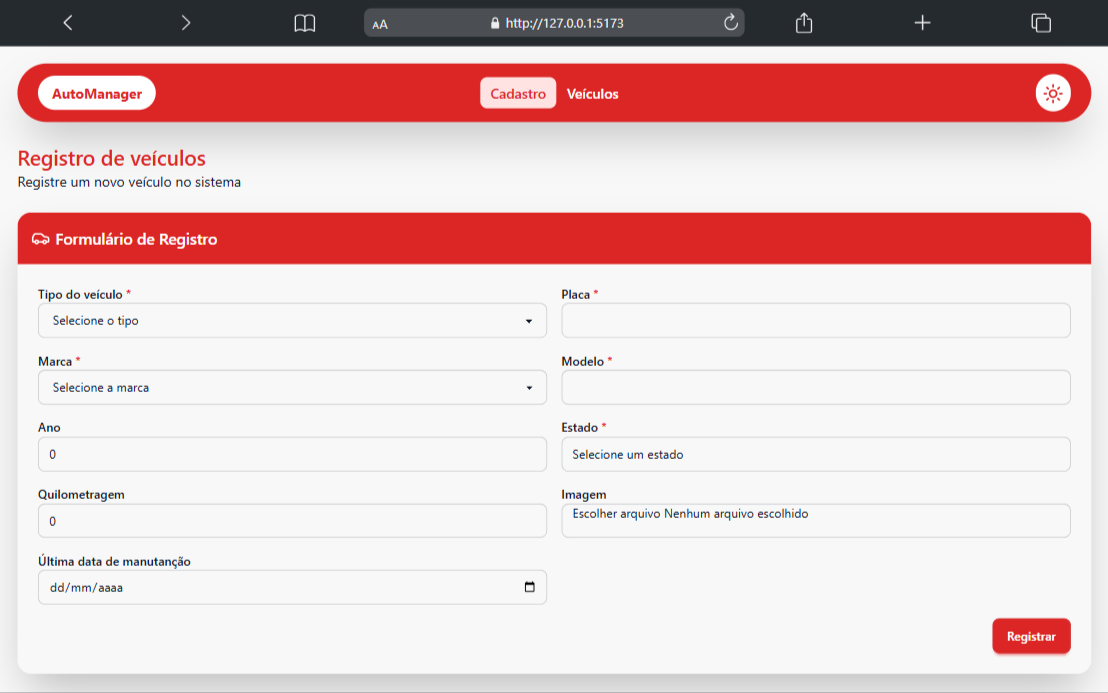 AA http://127.0.0.1:5173
AutoManager Cadastro Veículos
Registro de veículos
Registre um novo veículo no sistema
Formulário de Registro
Tipo do veículo * Placa *
Selecione o tipo
Marca * Modelo *
Selecione a marca
Ano Estado *
0 Selecione um estado
Quilometragem Imagem
0 Escolher arquivo Nenhum arquivo escolhido
Última data de manutanção
dd/mm/aaaa
Registrar